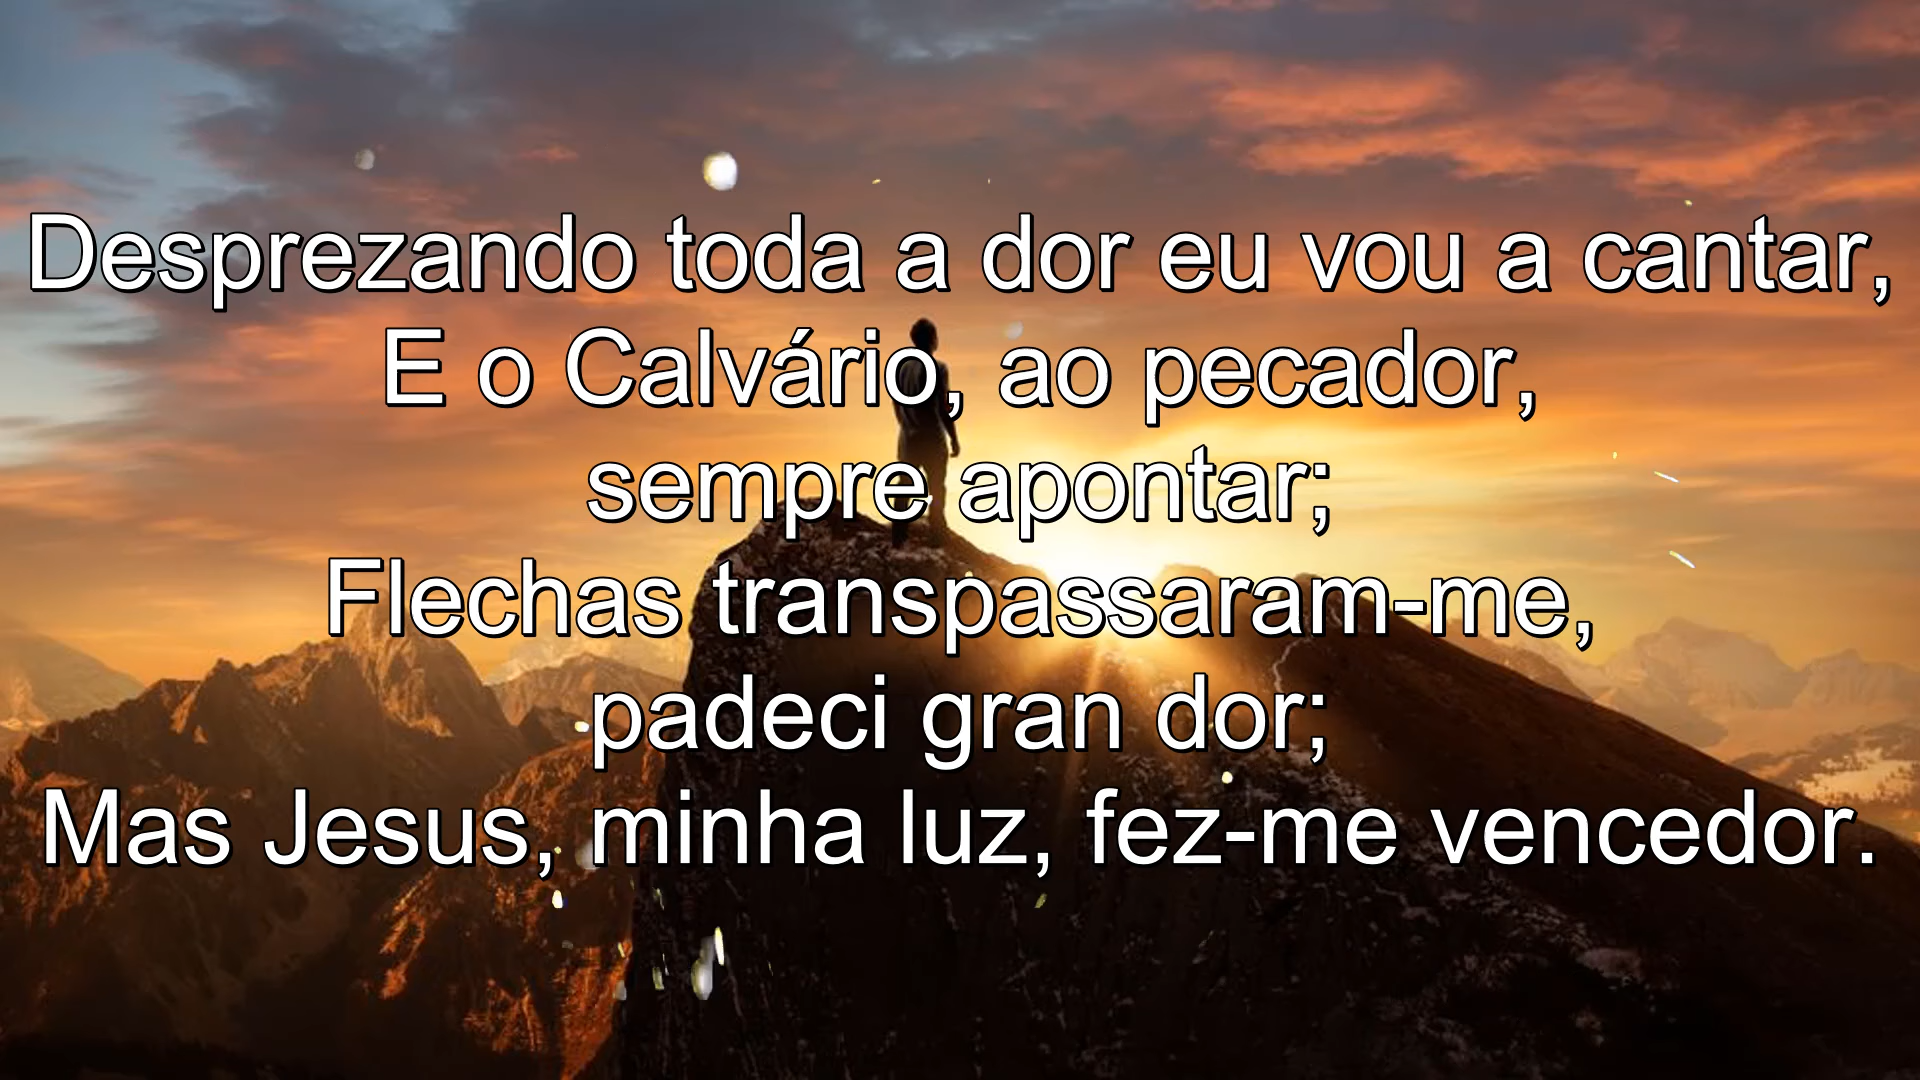 Desprezando toda a dor eu vou a cantar,
E o Calvário, ao pecador,
sempre apontar;
Flechas transpassaram-me,
padeci gran dor;
Mas Jesus, minha luz, fez-me vencedor.